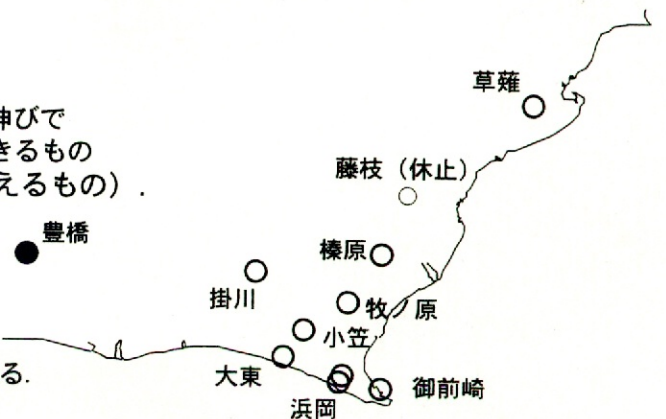 草薙
伸びで
きるもの
藤枝（休止）
えるもの）.
豊橋
榛原
掛川
牧ノ原
小笠
る.
大東
御前崎
浜岡